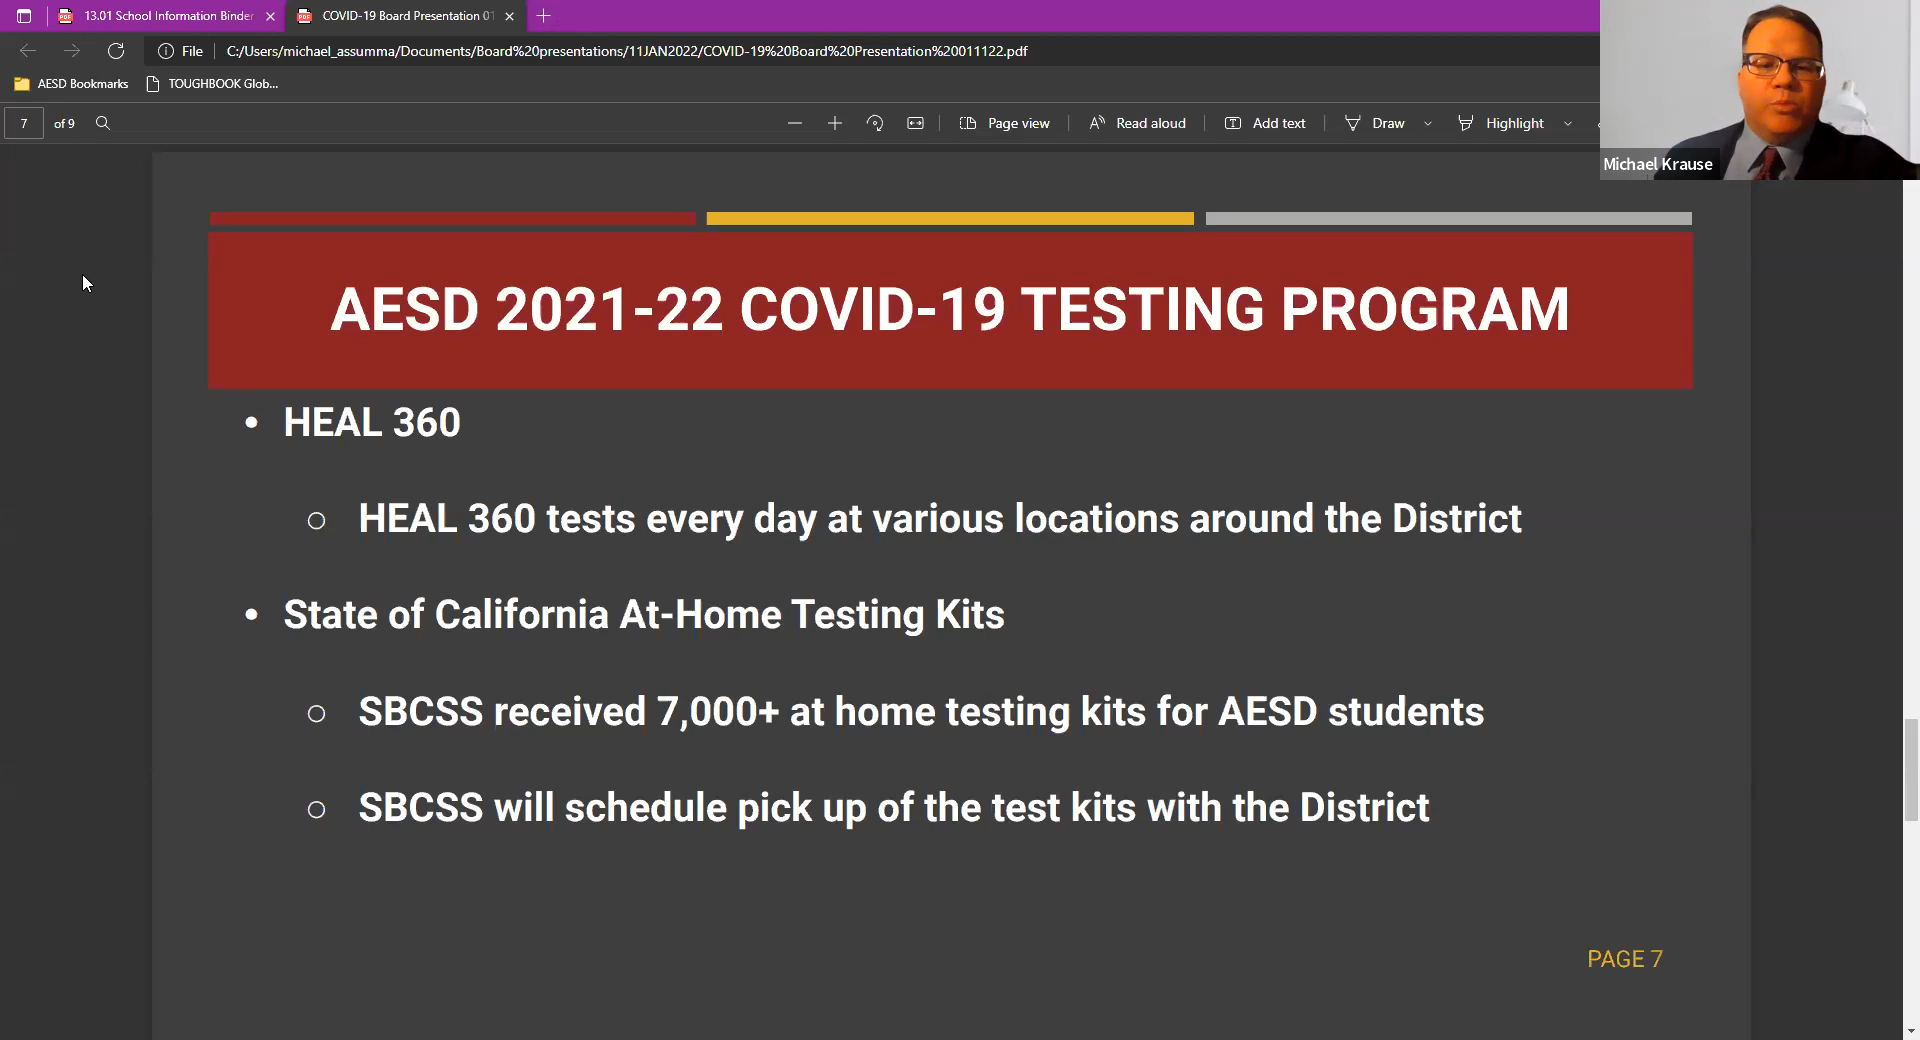 13.01 School Information Binder
COVID-19 Board Presentation 01
File
C:/Users/michael_assumma/Documents/Board%20presentations/11JAN2022/COVID-19%20Board%20Presentation%20011122.pdf
AESD Bookmarks
TOUGHBOOK Glob...
7 of 9
Page view
Read aloud
Add text
Draw
Highlight
Michael Krause
AESD 2021-22 COVID-19 TESTING PROGRAM
• HEAL 360
○ HEAL 360 tests every day at various locations around the District
• State of California At-Home Testing Kits
○ SBCSS received 7,000+ at home testing kits for AESD students
○ SBCSS will schedule pick up of the test kits with the District
PAGE 7